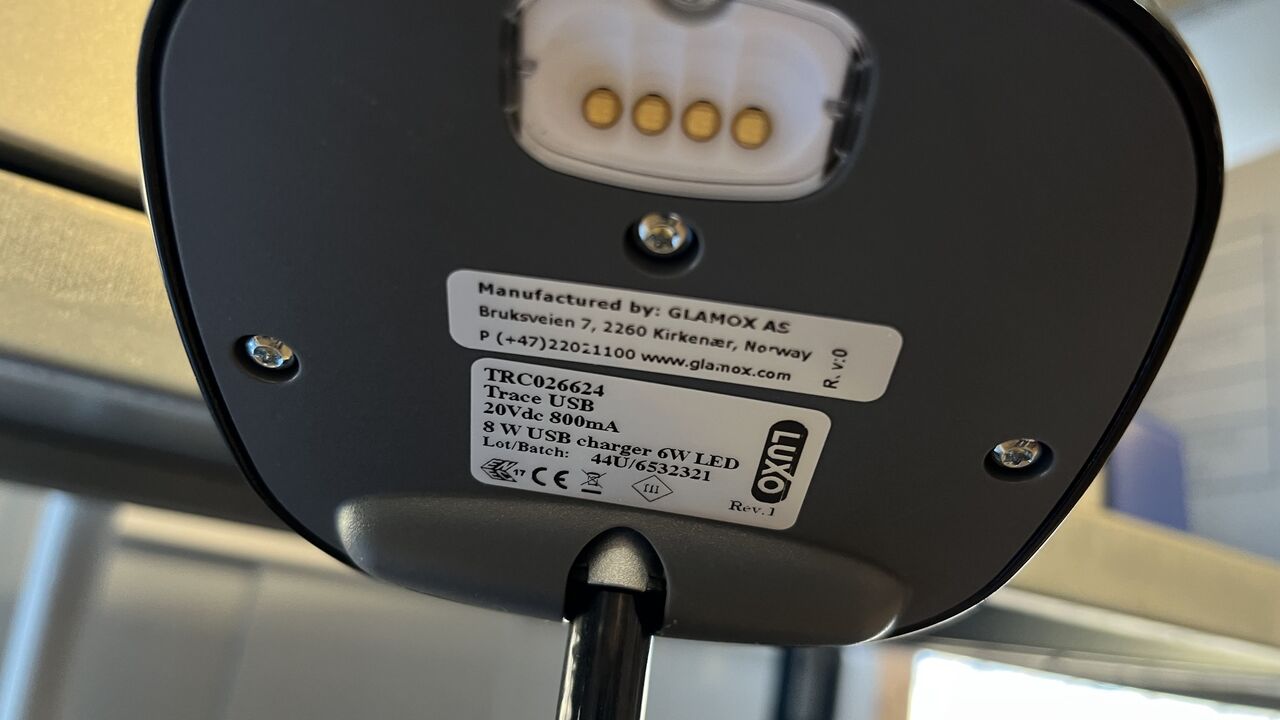 Manufactured by: GLAMOX AS
Bruksveien 7, 2260 Kirkenær, Norway
P (+47)22021100 www.glamox.com
R. v:0
TRC026624
Trace USB
20Vdc 800mA
8 W USB charger 6W LED
Lot/Batch: 44U/6532321
17 CE III
Rev.1
LUXO